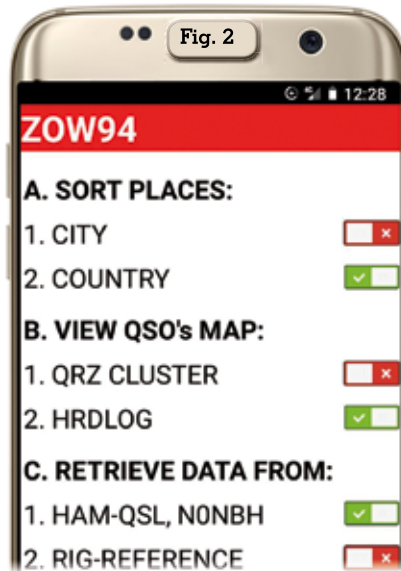 Fig. 2
12:28
ZOW94
A. SORT PLACES:
1. CITY
2. COUNTRY
B. VIEW QSO's MAP:
1. QRZ CLUSTER
2. HRDLOG
C. RETRIEVE DATA FROM:
1. HAM-QSL, N0NBH
2. RIG-REFERENCE